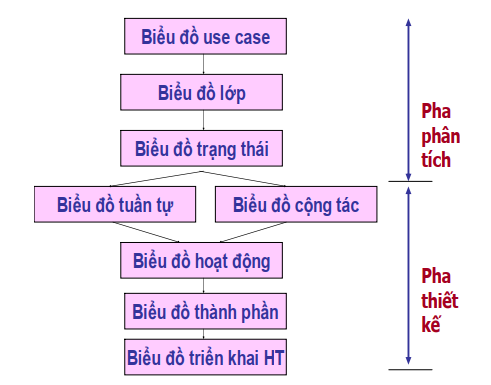 Biểu đồ use case
Biểu đồ lớp
Biểu đồ trạng thái
Pha
phân
tích
Biểu đồ tuần tự
Biểu đồ cộng tác
Biểu đồ hoạt động
Biểu đồ thành phần
Biểu đồ triển khai HT
Pha
thiết
kế